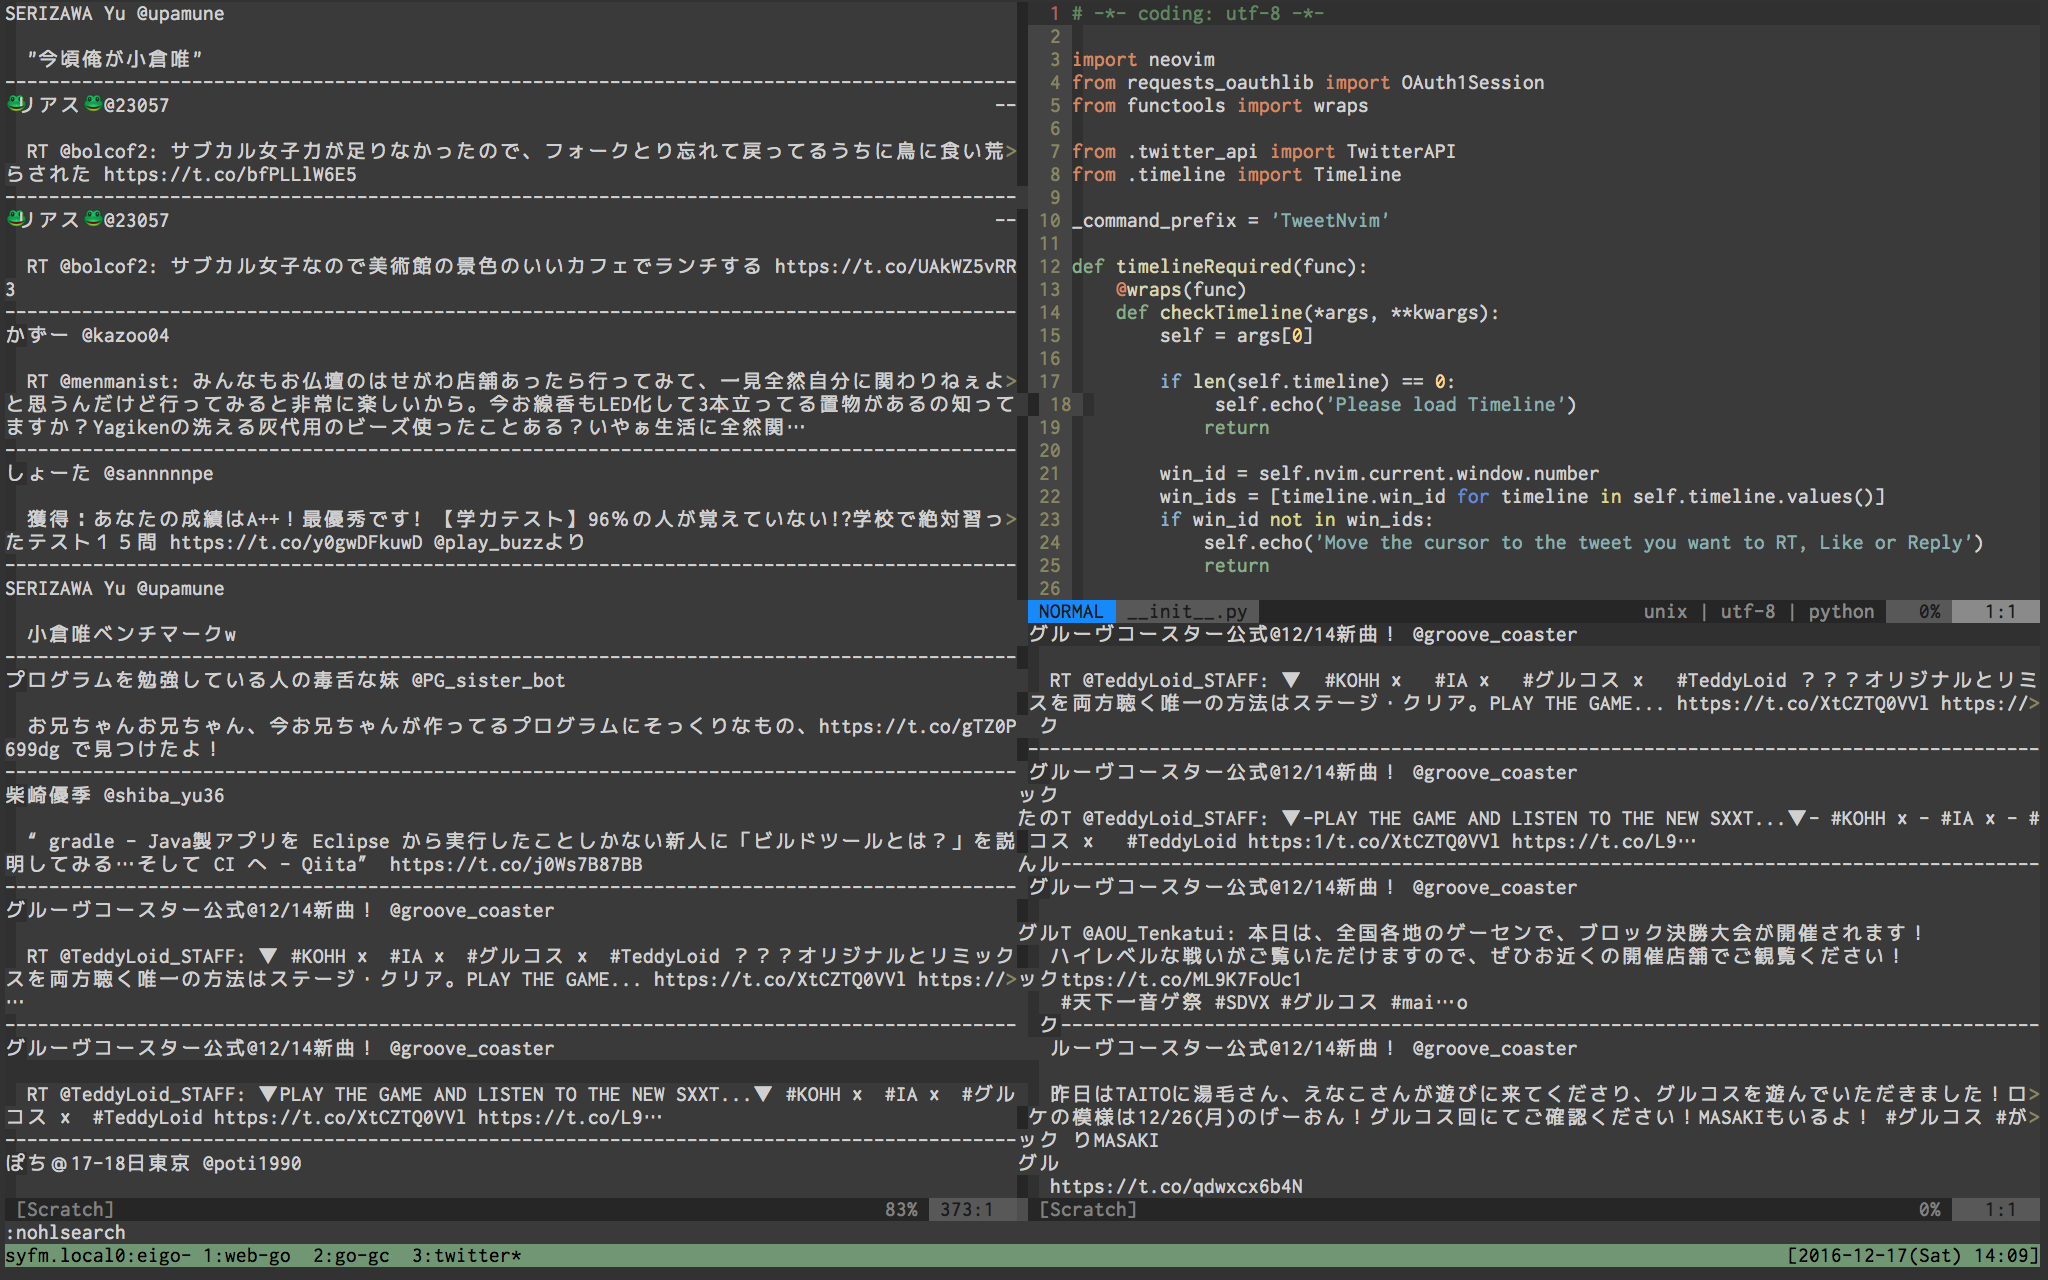 SERIZAWA Yu @upamune
"今頃俺が小倉唯"
--------------------------------------------------------------------------------------------
🐸リアス🐸@23057 --
RT @bolcof2: サブカル女子力が足りなかったので、フォークとり忘れて戻ってるうちに鳥に食い荒>
らされた https://t.co/bfPLLlW6E5
--------------------------------------------------------------------------------------------
🐸リアス🐸@23057 --
RT @bolcof2: サブカル女子なので美術館の景色のいいカフェでランチする https://t.co/UAkWZ5vRR
3
--------------------------------------------------------------------------------------------
かずー @kazoo04
RT @menmanist: みんなもお仏壇のはせがわ店舗あったら行ってみて、一見全然自分に関わりねぇよ>
と思うんだけど行ってみると非常に楽しいから。今お線香もLED化して3本立ってる置物があるの知って
ますか？Yagikenの洗える灰代用のビーズ使ったことある？いやぁ生活に全然関…
--------------------------------------------------------------------------------------------
しょーた @sannnnnpe
獲得：あなたの成績はA++！最優秀です! 【学力テスト】96％の人が覚えていない!?学校で絶対習っ>
たテスト１５問 https://t.co/y0gwDFkuwD @play_buzzより
--------------------------------------------------------------------------------------------
SERIZAWA Yu @upamune
小倉唯ベンチマークw
--------------------------------------------------------------------------------------------
プログラムを勉強している人の毒舌な妹 @PG_sister_bot
お兄ちゃんお兄ちゃん、今お兄ちゃんが作ってるプログラムにそっくりなもの、https://t.co/gTZ0P
699dg で見つけたよ！
--------------------------------------------------------------------------------------------
柴崎優季 @shiba_yu36
“ gradle - Java製アプリを Eclipse から実行したことしかない新人に「ビルドツールとは？」を説
明してみる…そして CI へ - Qiita” https://t.co/j0Ws7B87BB
--------------------------------------------------------------------------------------------
グルーヴコースター公式@12/14新曲！ @groove_coaster
RT @TeddyLoid_STAFF: ▼ #KOHH × #IA × #グルコス × #TeddyLoid ？？？オリジナルとリミック
スを両方聴く唯一の方法はステージ・クリア。PLAY THE GAME... https://t.co/XtCZTQ0VVl https://>
…
--------------------------------------------------------------------------------------------
グルーヴコースター公式@12/14新曲！ @groove_coaster
RT @TeddyLoid_STAFF: ▼PLAY THE GAME AND LISTEN TO THE NEW SXXT...▼ #KOHH × #IA × #グル
コス × #TeddyLoid https://t.co/XtCZTQ0VVl https://t.co/L9…
--------------------------------------------------------------------------------------------
ぽち@17-18日東京 @poti1990
[Scratch] 83% 373:1
1 # -*- coding: utf-8 -*-
2
3 import neovim
4 from requests_oauthlib import OAuth1Session
5 from functools import wraps
6
7 from .twitter_api import TwitterAPI
8 from .timeline import Timeline
9
10 _command_prefix = 'TweetNvim'
11
12 def timelineRequired(func):
13 @wraps(func)
14 def checkTimeline(*args, **kwargs):
15 self = args[0]
16
17 if len(self.timeline) == 0:
18 self.echo('Please load Timeline')
19 return
20
21 win_id = self.nvim.current.window.number
22 win_ids = [timeline.win_id for timeline in self.timeline.values()]
23 if win_id not in win_ids:
24 self.echo('Move the cursor to the tweet you want to RT, Like or Reply')
25 return
26
NORMAL __init__.py unix | utf-8 | python 0% 1:1
グルーヴコースター公式@12/14新曲！ @groove_coaster
RT @TeddyLoid_STAFF: ▼ #KOHH × #IA × #グルコス × #TeddyLoid ？？？オリジナルとリミ
スを両方聴く唯一の方法はステージ・クリア。PLAY THE GAME... https://t.co/XtCZTQ0VVl https://>
ク
--------------------------------------------------------------------------------------------
グルーヴコースター公式@12/14新曲！ @groove_coaster
ック
たのT @TeddyLoid_STAFF: ▼-PLAY THE GAME AND LISTEN TO THE NEW SXXT...▼- #KOHH × - #IA × - #
コス × #TeddyLoid https:1/t.co/XtCZTQ0VVl https://t.co/L9…
んル-----------------------------------------------------------------------------------------
グルーヴコースター公式@12/14新曲！ @groove_coaster
グルT @AOU_Tenkatui: 本日は、全国各地のゲーセンで、ブロック決勝大会が開催されます！
ハイレベルな戦いがご覧いただけますので、ぜひお近くの開催店舗でご観覧ください！
ックttps://t.co/ML9K7FoUc1
#天下一音ゲ祭 #SDVX #グルコス #mai…o
ク-----------------------------------------------------------------------------------------
ルーヴコースター公式@12/14新曲！ @groove_coaster
昨日はTAITOに湯毛さん、えなこさんが遊びに来てくださり、グルコスを遊んでいただきました！ロ>
ケの模様は12/26(月)のげーおん！グルコス回にてご確認ください！MASAKIもいるよ！ #グルコス #が>
ック りMASAKI
グル
https://t.co/qdwxcx6b4N
[Scratch] 0% 1:1
:nohlsearch
syfm.local0:eigo- 1:web-go 2:go-gc 3:twitter* [2016-12-17(Sat) 14:09]